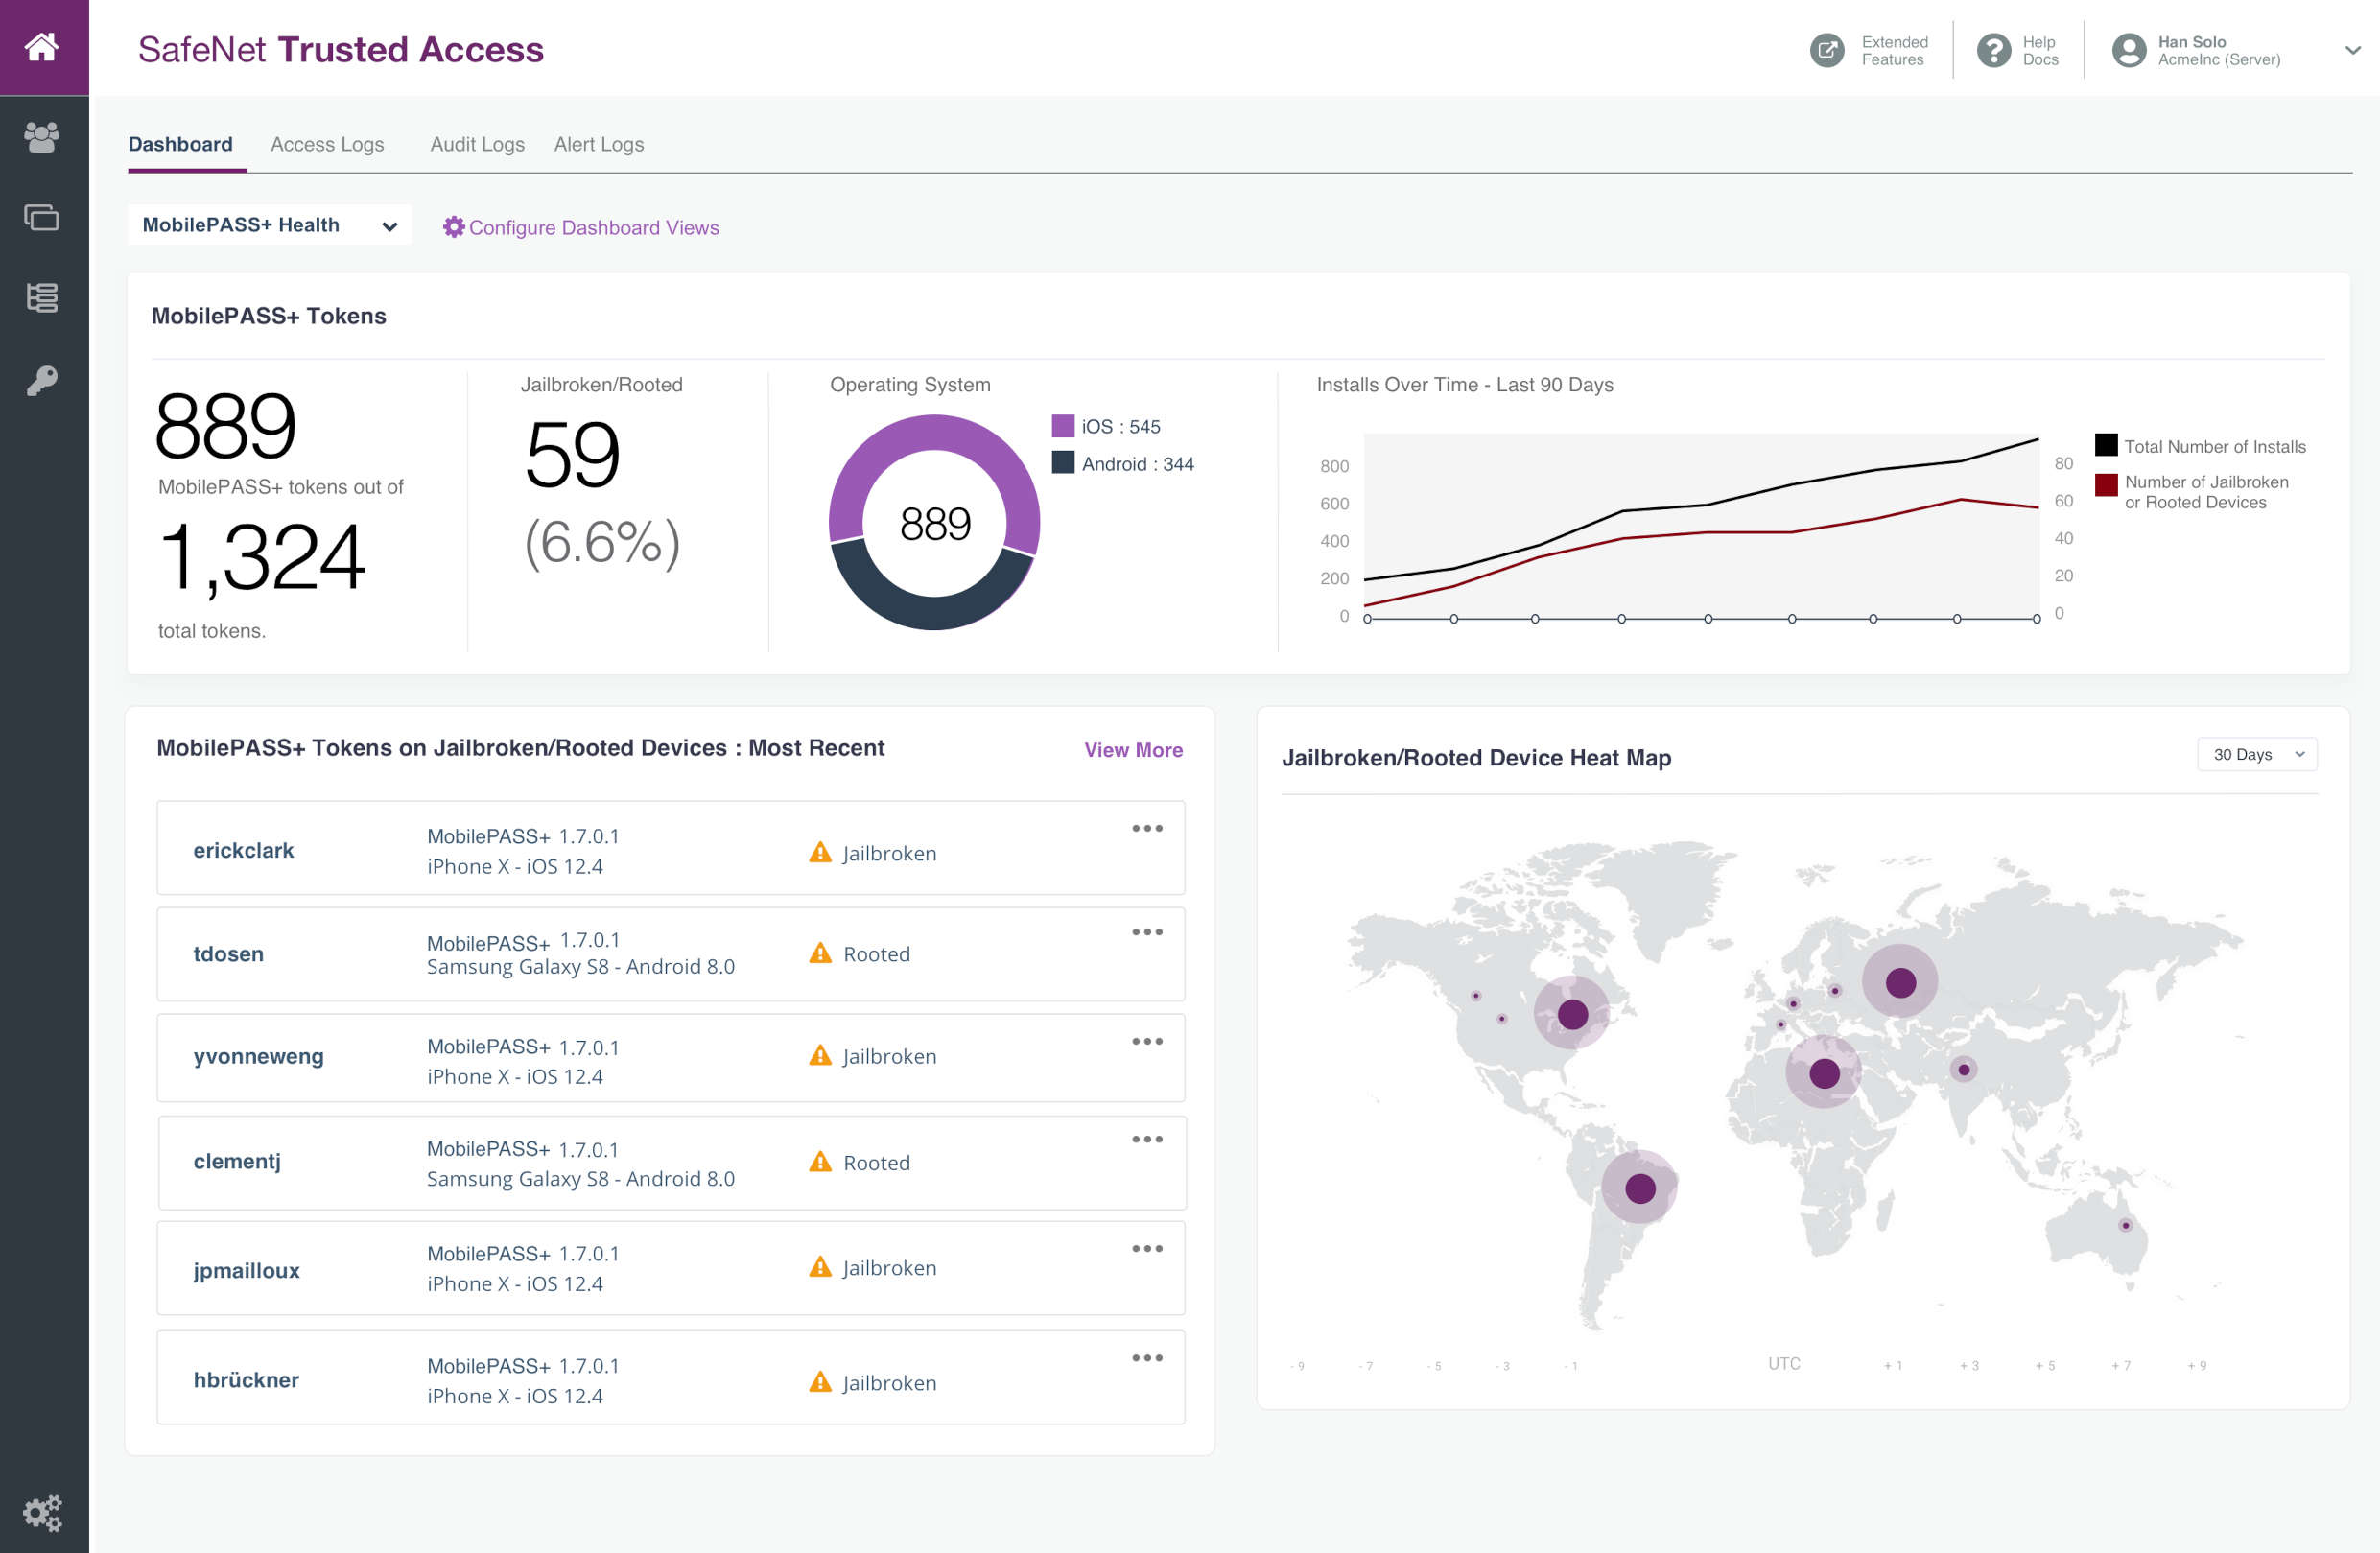 SafeNet Trusted Access
Extended
Features
Help
Docs
Han Solo
AcmeInc (Server)
Dashboard
Access Logs
Audit Logs
Alert Logs
MobilePASS+ Health
Configure Dashboard Views
MobilePASS+ Tokens
889
MobilePASS+ tokens out of
1,324
total tokens.
Jailbroken/Rooted
59
(6.6%)
Operating System
889
iOS : 545
Android : 344
Installs Over Time - Last 90 Days
800
600
400
200
0
80
60
40
20
0
Total Number of Installs
Number of Jailbroken
or Rooted Devices
MobilePASS+ Tokens on Jailbroken/Rooted Devices : Most Recent
View More
erickclark
MobilePASS+ 1.7.0.1
iPhone X - iOS 12.4
Jailbroken
tdosen
MobilePASS+ 1.7.0.1
Samsung Galaxy S8 - Android 8.0
Rooted
yvonneweng
MobilePASS+ 1.7.0.1
iPhone X - iOS 12.4
Jailbroken
clementj
MobilePASS+ 1.7.0.1
Samsung Galaxy S8 - Android 8.0
Rooted
jpmailloux
MobilePASS+ 1.7.0.1
iPhone X - iOS 12.4
Jailbroken
hbrückner
MobilePASS+ 1.7.0.1
iPhone X - iOS 12.4
Jailbroken
Jailbroken/Rooted Device Heat Map
30 Days
- 9 - 7 - 5 - 3 - 1 UTC + 1 + 3 + 5 + 7 + 9